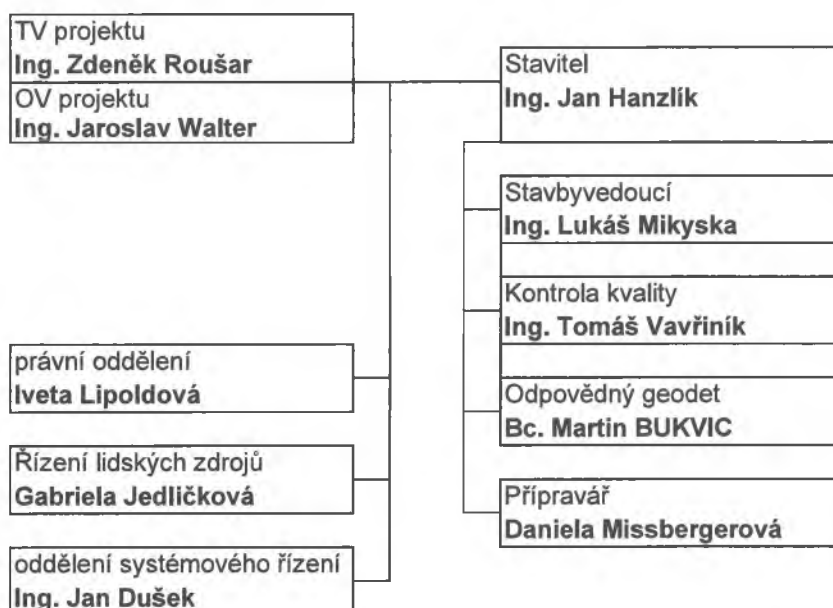 TV projektu
Ing. Zdeněk Roušar
OV projektu
Ing. Jaroslav Walter
právní oddělení
Iveta Lipoldová
Řízení lidských zdrojů
Gabriela Jedličková
oddělení systémového řízení
Ing. Jan Dušek
Stavitel
Ing. Jan Hanzlík
Stavbyvedoucí
Ing. Lukáš Mikyska
Kontrola kvality
Ing. Tomáš Vavřiník
Odpovědný geodet
Bc. Martin BUKVIC
Přípravář
Daniela Missbergerová